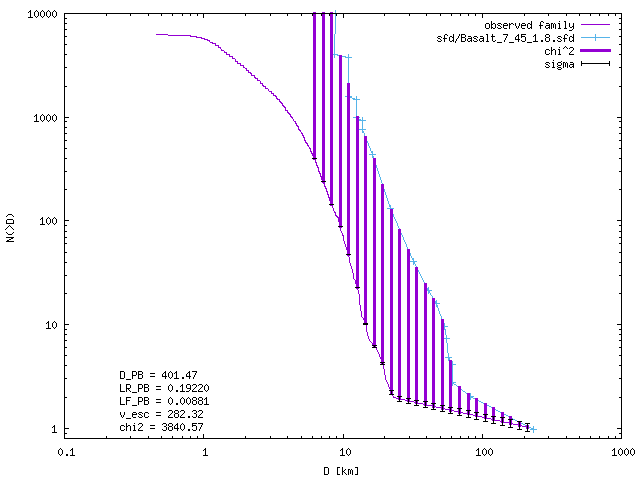 10000
1000
100
10
1
N(>D)
observed family
sfd/Basalt_7_45_1.8.sfd
chi^2
sigma
D_PB = 401.47
LR_PB = 0.19220
LF_PB = 0.00881
v_esc = 282.32
chi2 = 3840.57
0.1 1 10 100 1000
D [km]